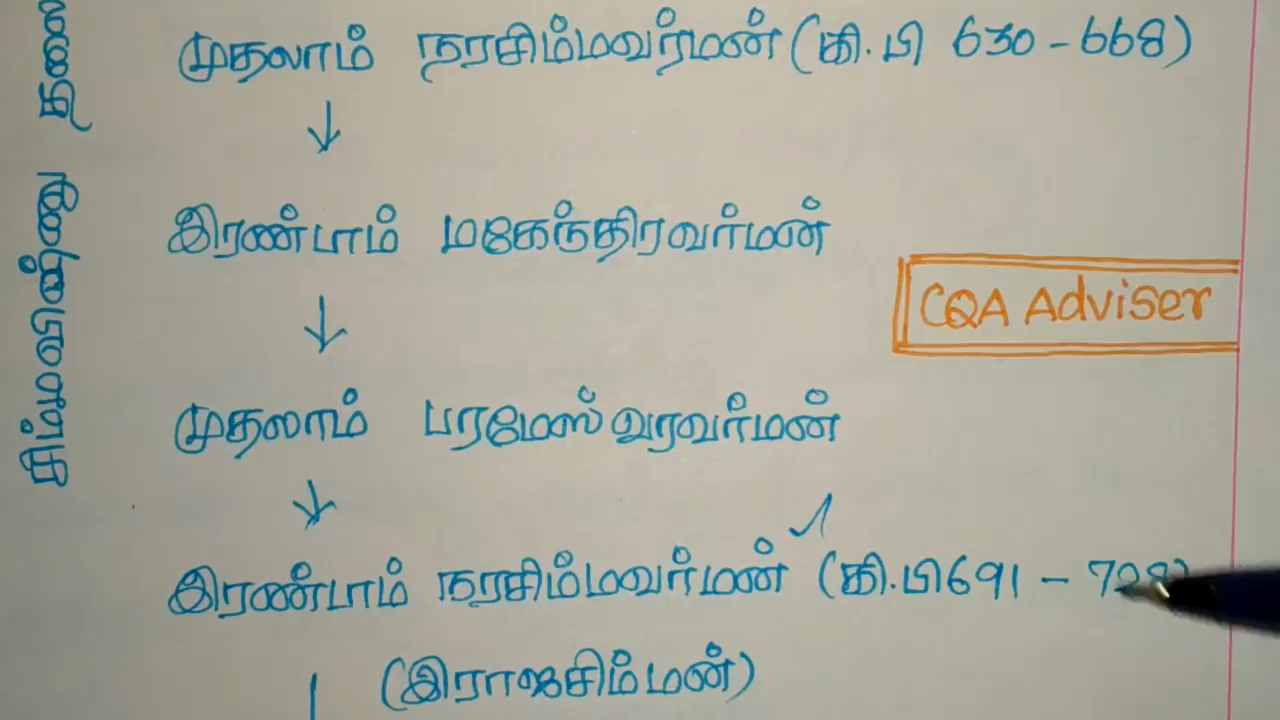 முதலாம் நரசிம்மவர்மன் (கி.பி 630 - 668)
இரண்டாம் மகேந்திரவர்மன்
முதலாம் பரமேஸ்வரவர்மன்
இரண்டாம் நரசிம்மவர்மன் (கி.பி 691 - 728)
(இராஜசிம்மன்)
சிம்மவிஷ்ணு
CQA Adviser